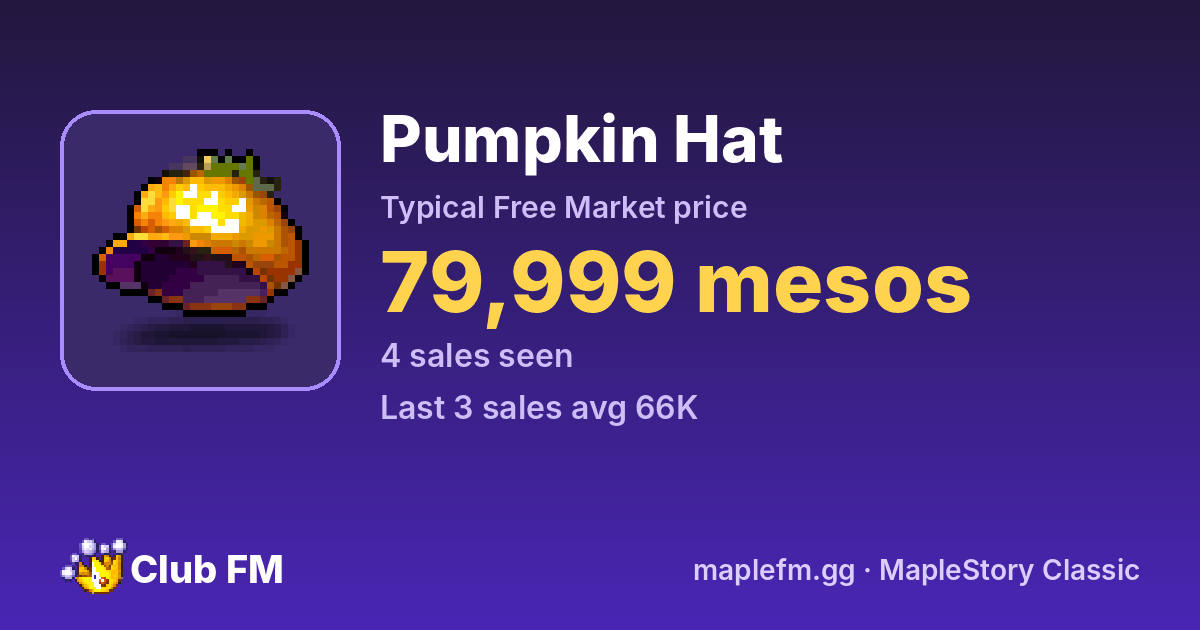 Pumpkin Hat
Typical Free Market price
79,999 mesos
4 sales seen
Last 3 sales avg 66K
Club FM
maplefm.gg · MapleStory Classic